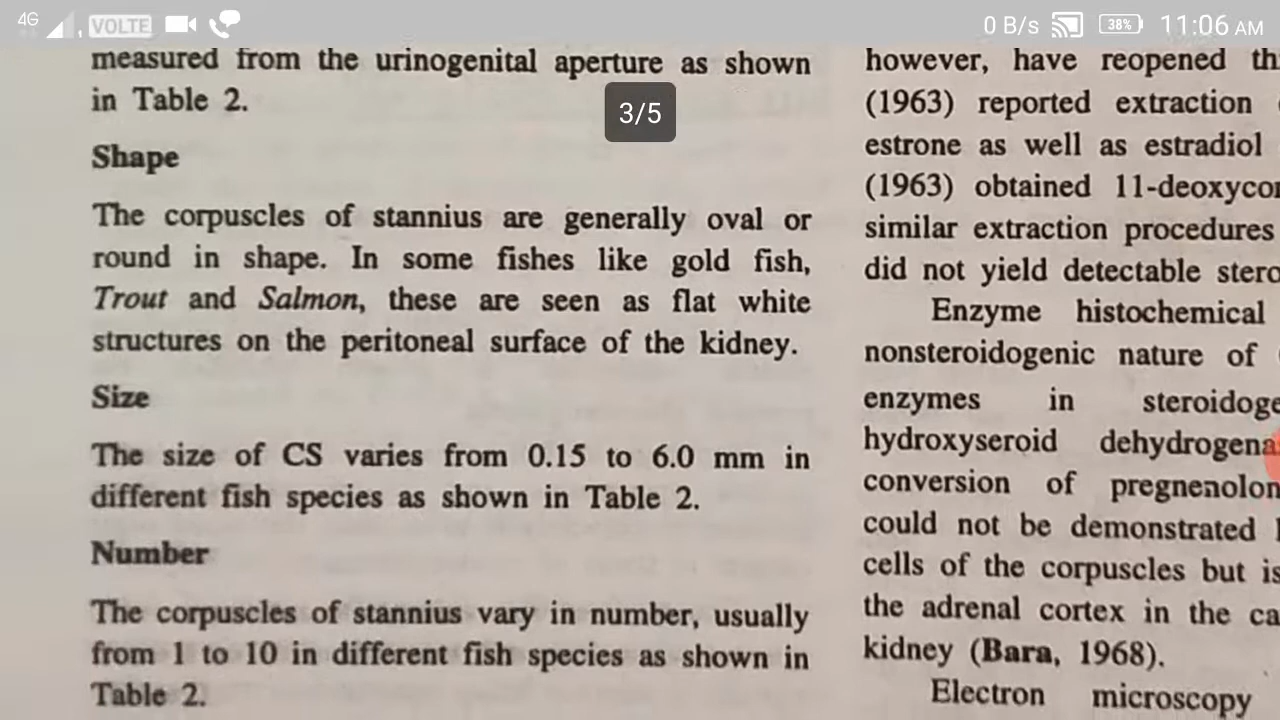 4G VOLTE 0 B/s 38% 11:06 AM
3/5
measured from the urinogenital aperture as shown
in Table 2.
Shape
The corpuscles of stannius are generally oval or
round in shape. In some fishes like gold fish,
Trout and Salmon, these are seen as flat white
structures on the peritoneal surface of the kidney.
Size
The size of CS varies from 0.15 to 6.0 mm in
different fish species as shown in Table 2.
Number
The corpuscles of stannius vary in number, usually
from 1 to 10 in different fish species as shown in
Table 2.
however, have reopened
(1963) reported extraction
estrone as well as estradiol
(1963) obtained
similar extraction procedures
did not yield detectable
Enzyme histochemical
nonsteroidogenic nature of
enzymes in
hydroxyseroid
conversion of
could not be demonstrated
cells of the corpuscles but is
the adrenal cortex in the
kidney (Bara, 1968).
Electron microscopy